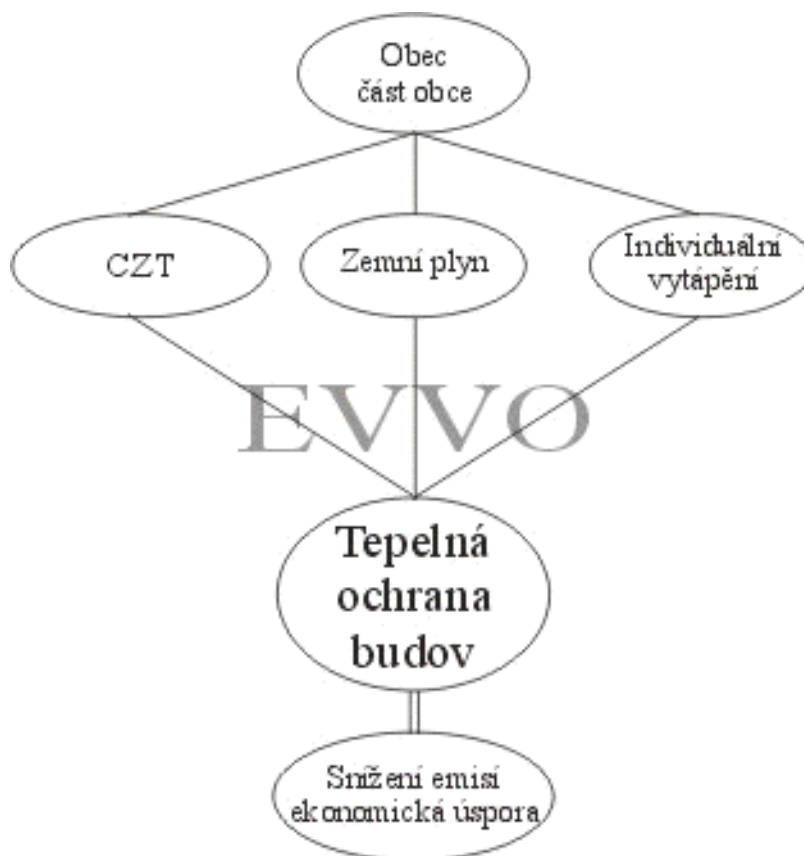 Obec
část obce
CZT
Zemní plyn
Individuální
vytápění
EVVO
Tepelná
ochrana
budov
Snížení emisí
ekonomická úspora